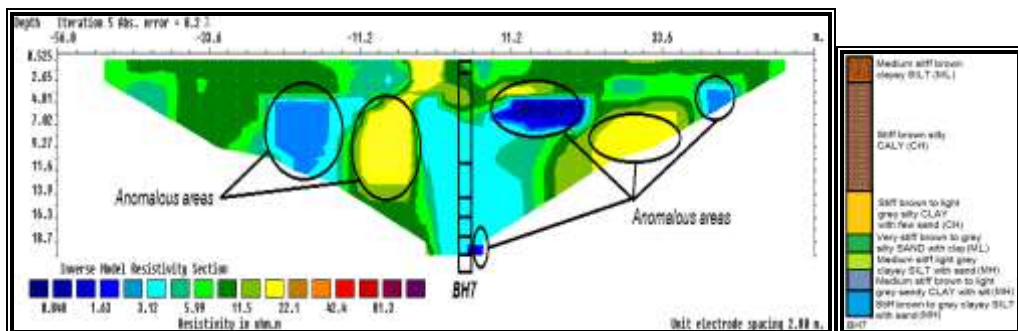 Depth Iteration 5 Abs. error = 8.2 %
-56.0 -33.6 -11.2 11.2 33.6 m.
0.525
2.65
4.81
7.02
9.27
11.6
13.9
16.3
18.7
Anomalous areas
Anomalous areas
Inverse Model Resistivity Section
0.848 1.63 3.12 5.99 11.5 22.1 42.4 81.2
Resistivity in ohm.m
BH7
Unit electrode spacing 2.80 m.
Medium stiff brown
clayey SILT (ML)
Stiff brown silty
CALY (CH)
Stiff brown to light
grey silty CLAY
with few sand (CH)
Very stiff brown to grey
silty SAND with clay (ML)
Medium stiff light grey
clayey SILT with sand (MH)
Medium stiff brown to light
grey sandy CLAY with silt (MH)
Stiff brown to grey clayey SILT
with sand (MH)
BH7